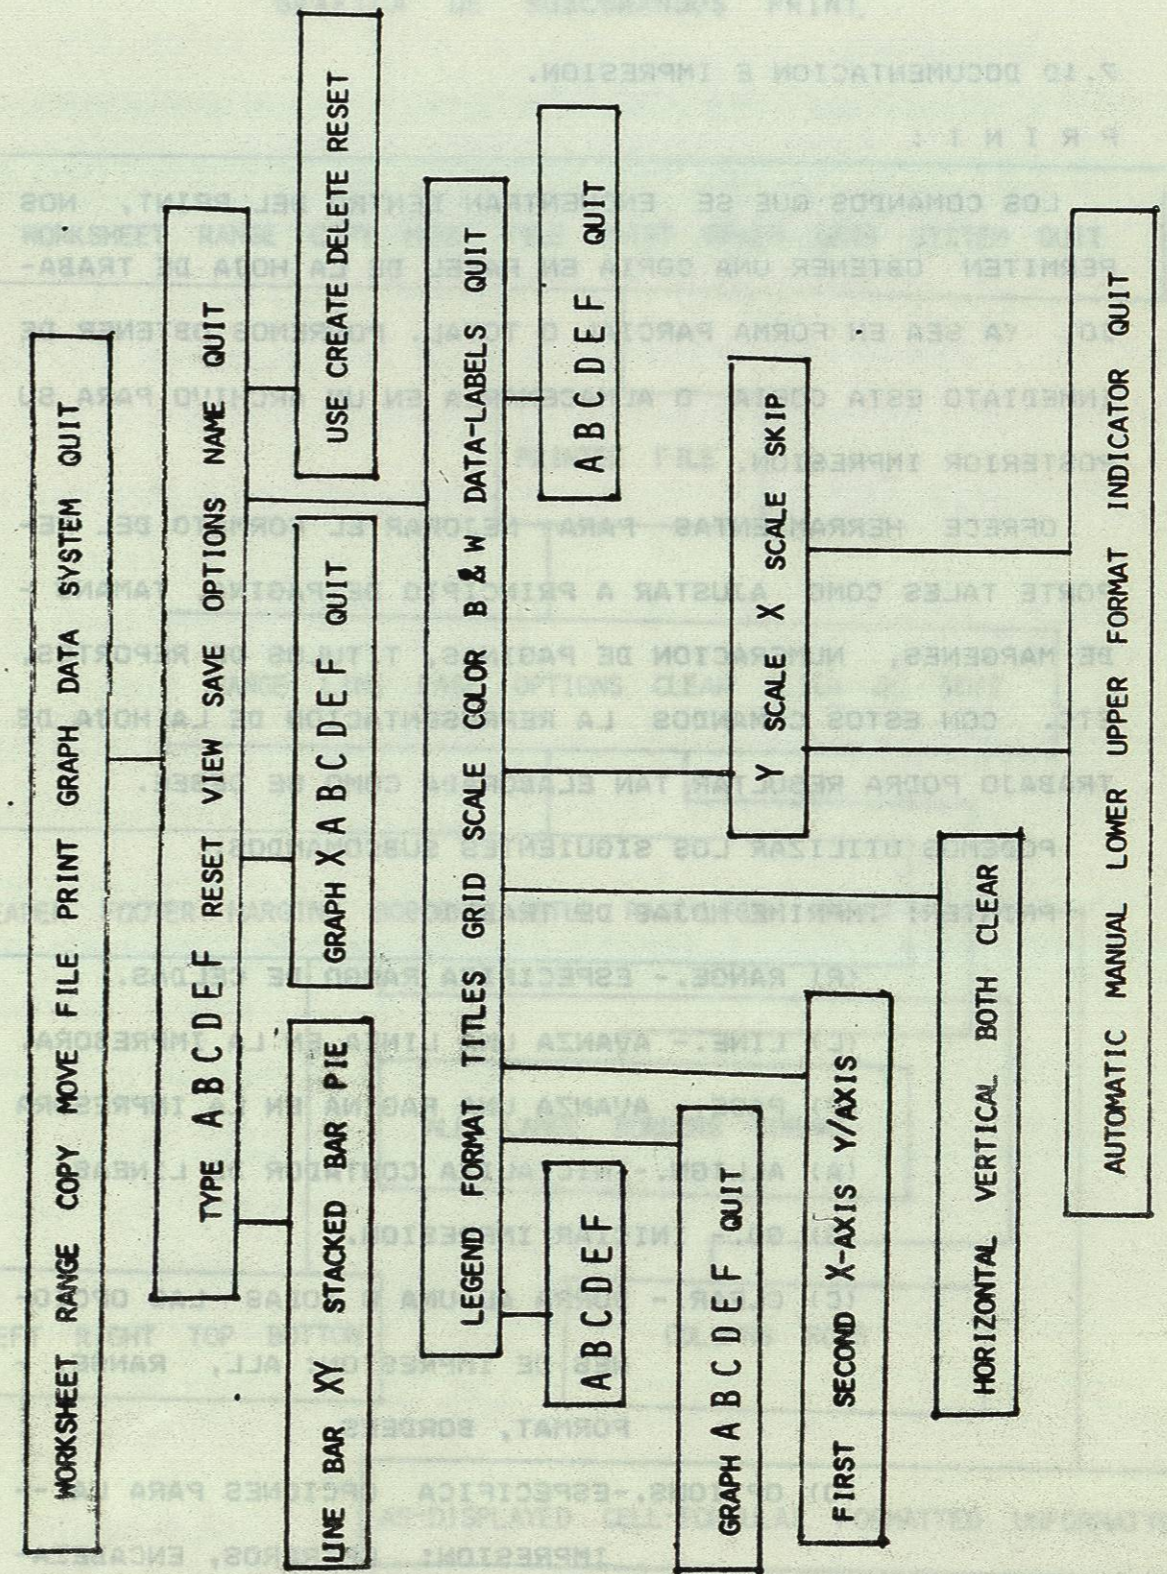 WORKSHEET RANGE COPY MOVE FILE PRINT GRAPH DATA SYSTEM QUIT
TYPE A B C D E F RESET VIEW SAVE OPTIONS NAME QUIT
LINE BAR XY STACKED BAR PIE
GRAPH X A B C D E F QUIT
USE CREATE DELETE RESET
LEGEND FORMAT TITLES GRID SCALE COLOR B & W DATA-LABELS QUIT
A B C D E F
A B C D E F QUIT
GRAPH A B C D E F QUIT
Y SCALE X SCALE SKIP
FIRST SECOND X-AXIS Y/AXIS
HORIZONTAL VERTICAL BOTH CLEAR
AUTOMATIC MANUAL LOWER UPPER FORMAT INDICATOR QUIT
7.10 DOCUMENTACION E IMPRESION.
P R I N T :
LOS COMANDOS QUE SE ENCUENTRAN DENTRO DEL PRINT, NOS
PERMITEN OBTENER UNA COPIA EN PAPEL DE LA HOJA DE TRABA-
YA SEA EN FORMA PARCIAL O TOTAL. PODREMOS OBTENER DE
INMEDIATO ESTA COPIA O EN UN ARCHIVO PARA SU
POSTERIOR IMPRESION.
OFRECE HERRAMIENTAS PARA MEJORAR EL FORMATO DEL RE-
PORTE TALES COMO AJUSTAR A PRINCIPIO DE PAGINA, TAMANO -
DE MARGENES, NUMERACION DE PAGINAS, TITULOS DE REPORTES,
ETC. CON ESTOS COMANDOS LA REPRESENTACION DE LA HOJA DE
TRABAJO PODRA RESULTAR TAN ELABORADA COMO SE DESEE.
PODEMOS UTILIZAR LOS SIGUIENTES SUBCOMANDOS
PRINTER: IMPRIME HOJAS DE TRABAJO
(R) RANGE.- ESPECIFICA RANGO DE CELDAS.
(L) LINE.- AVANZA UNA LINEA EN LA IMPRESORA.
(P) PAGE.- AVANZA UNA PAGINA EN LA IMPRESORA
(A) ALIGN.- CONTADOR DE LINEAS
GO.- INICIAR IMPRESION.
(C) CLEAR.- BORRA ALGUNA O TODAS LAS OPCIO-
NES DE IMPRESION: ALL, RANGE -
FORMAT, BORDERS
(O) OPTIONS.-ESPECIFICA OPCIONES PARA LA --
IMPRESION: ENCABEZA-